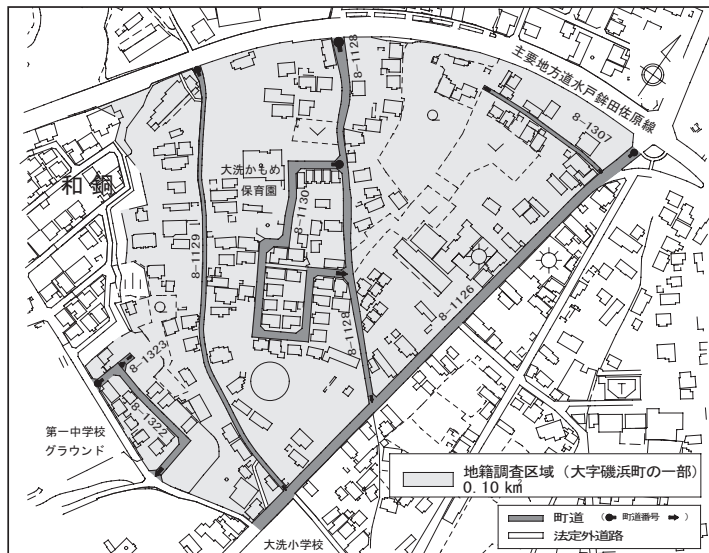 8-1128
主要地方道水戸鉾田佐原線
8-1307
和銅
大洗かもめ
保育園
8-1130
8-1129
8-1126
8-1128
8-1323
8-1322
第一中学校
グラウンド
大洗小学校
地籍調査区域（大字磯浜町の一部）
0.10 k㎡
町道 （ 町道番号 ）
法定外道路